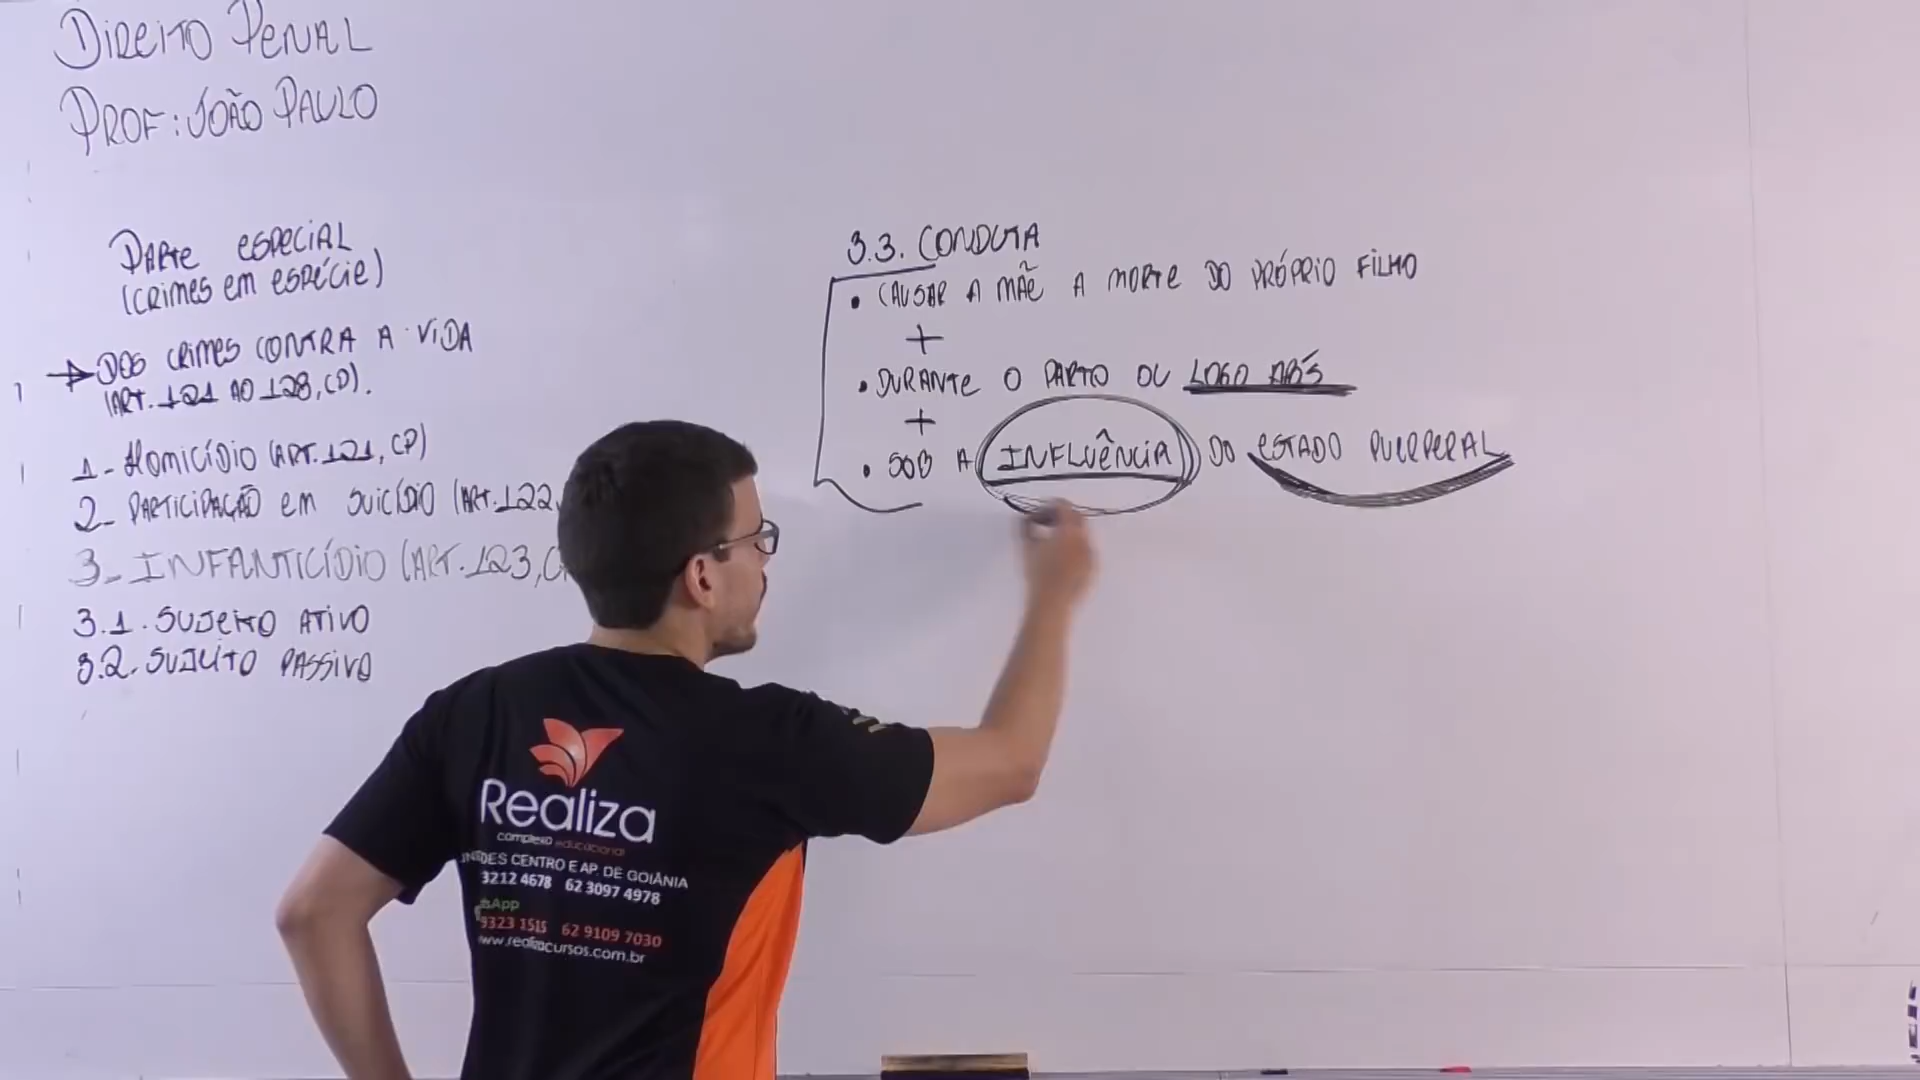 DIREITO PENAL
PROF: JOÃO PAULO
PARTE ESPECIAL
(CRIMES EM ESPÉCIE)
DOS CRIMES CONTRA A VIDA
(ART. 121 AO 128, CP).
1- HOMICÍDIO (ART. 121, CP)
2- PARTICIPAÇÃO EM SUICÍDIO (ART. 122,
3- INFANTICÍDIO (ART. 123, C
3.1. SUJEITO ATIVO
3.2. SUJEITO PASSIVO
3.3. CONDUTA
• CAUSAR A MÃE A MORTE DO PRÓPRIO FILHO
+
• DURANTE O PARTO OU LOGO APÓS
+
• SOB A INFLUÊNCIA DO ESTADO PUERPERAL
Realiza
complexo educacional
DES CENTRO E AP. DE GOIÂNIA
3212 4678 62 3097 4978
sApp
9323 1515 62 9109 7030
www.realizacursos.com.br